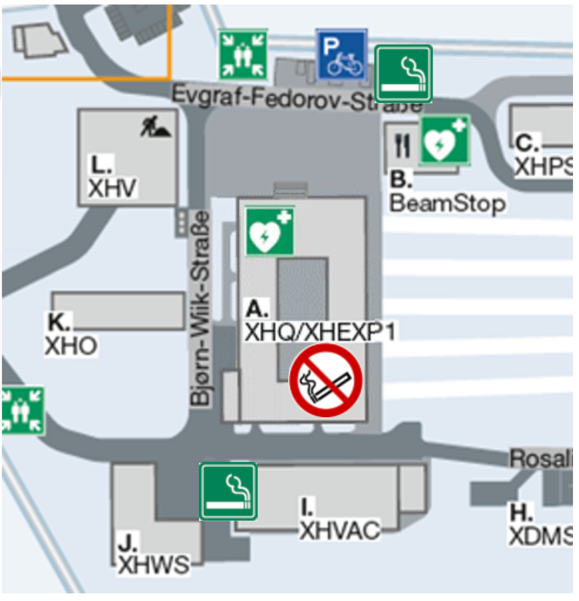 P
Evgraf-Fedorov-Straße
L.
XHV
B.
BeamStop
C.
XHPS
Bjørn-Wiik-Straße
A.
XHQ/XHEXP1
K.
XHO
Rosali
J.
XHWS
I.
XHVAC
H.
XDMS